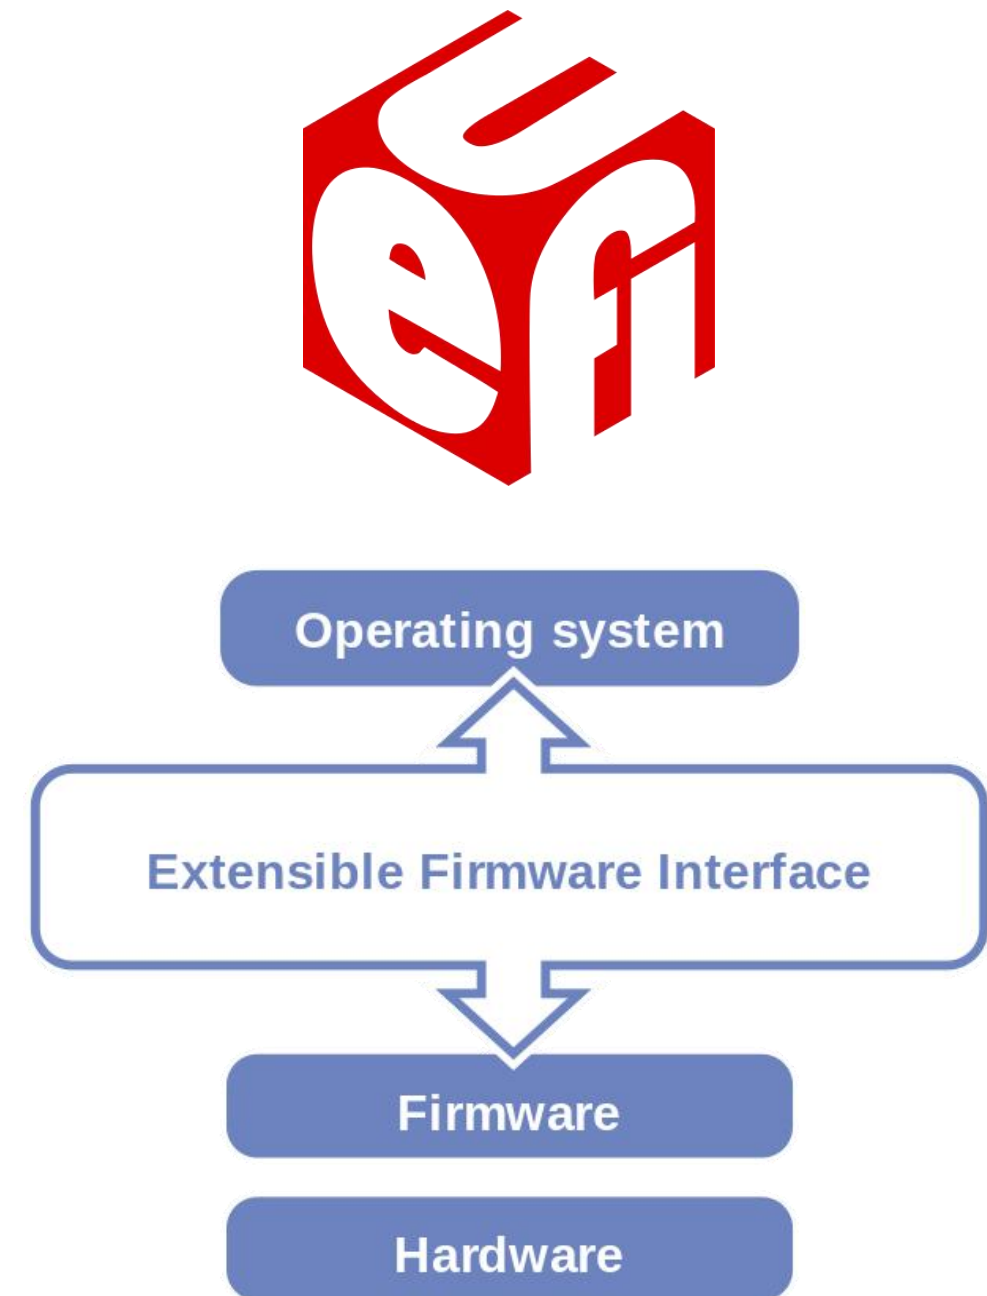 uefi
Operating system
Extensible Firmware Interface
Firmware
Hardware